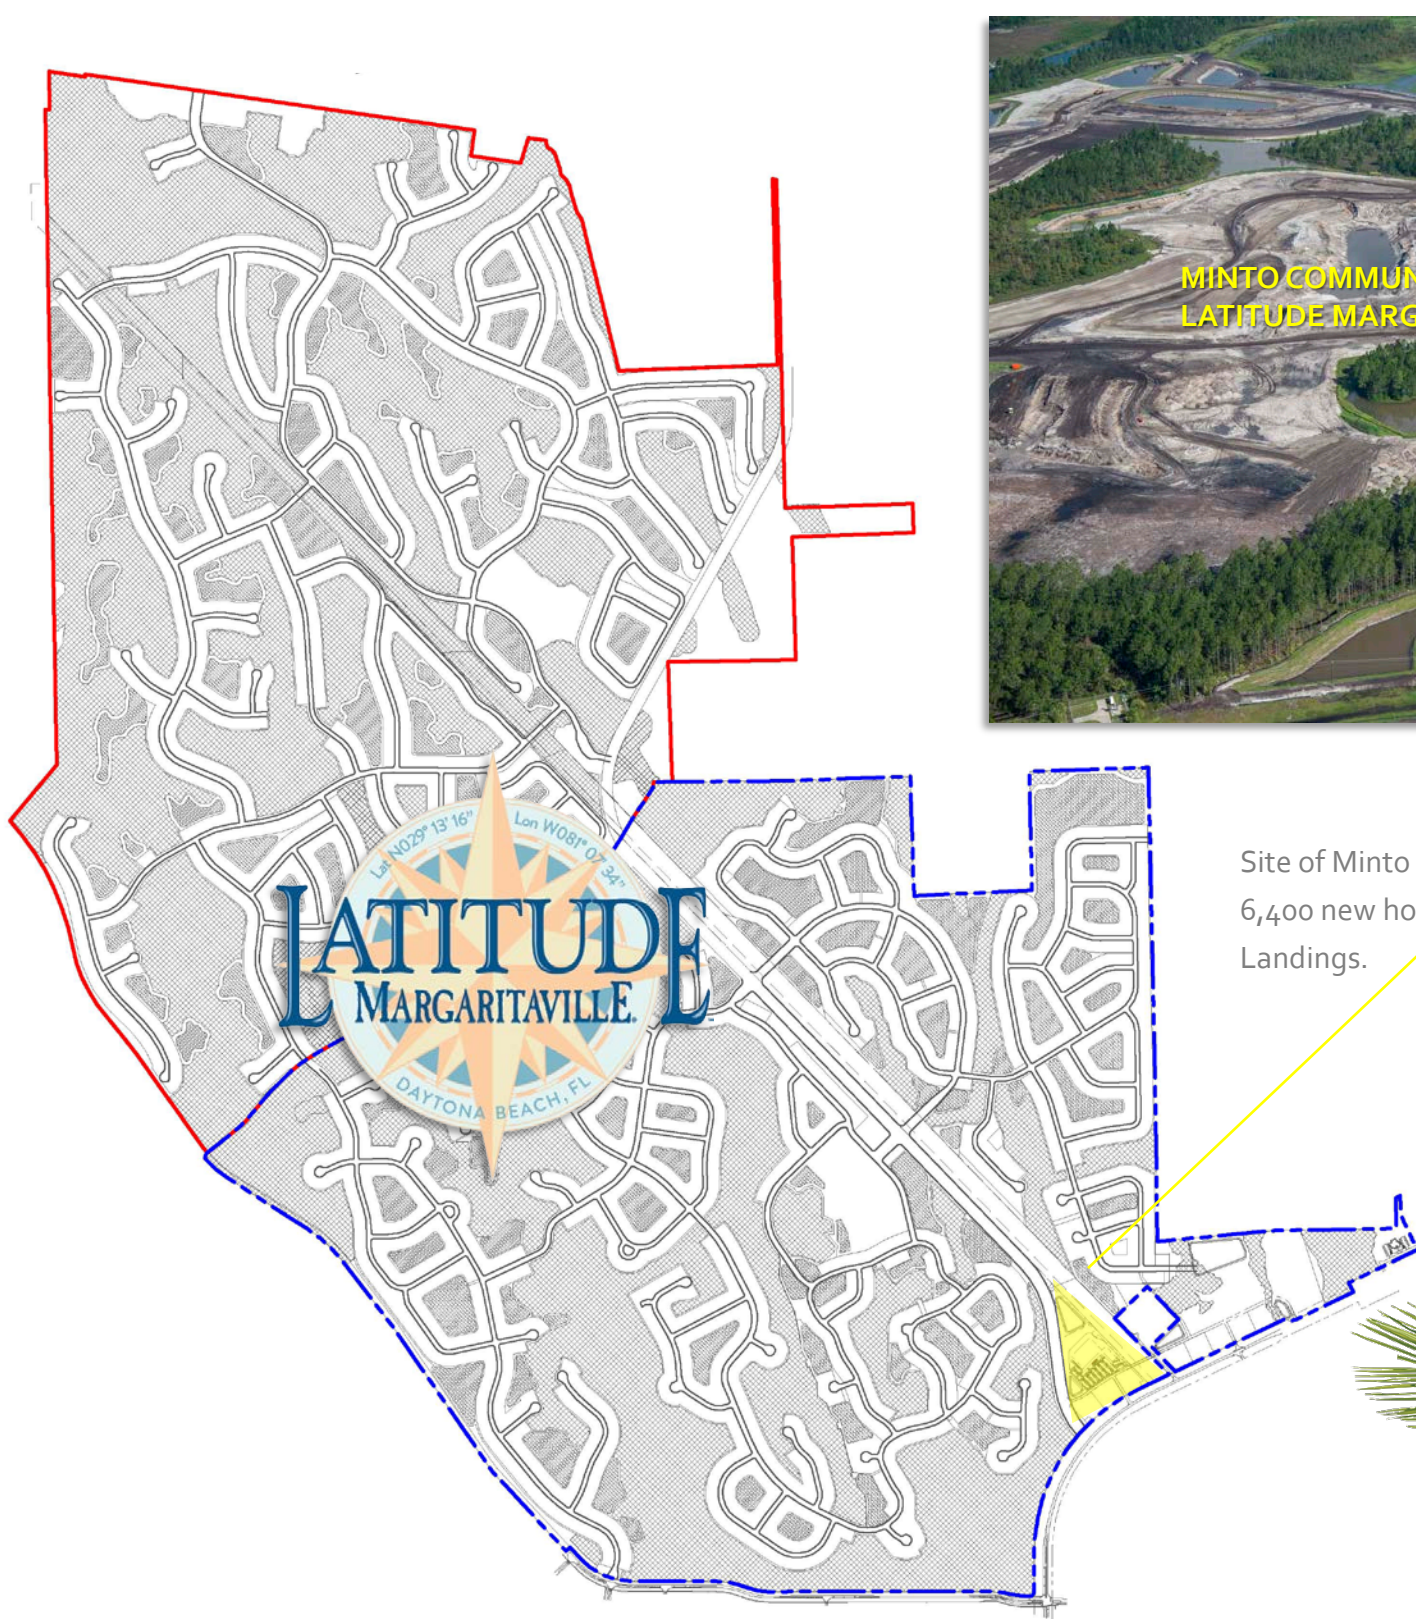 MINTO COMMUN
LATITUDE MARG
Lat N029° 13' 16" Lon W081° 07' 34"
LATITUDE
MARGARITAVILLE
DAYTONA BEACH, FL
Site of Minto
6,400 new ho
Landings.